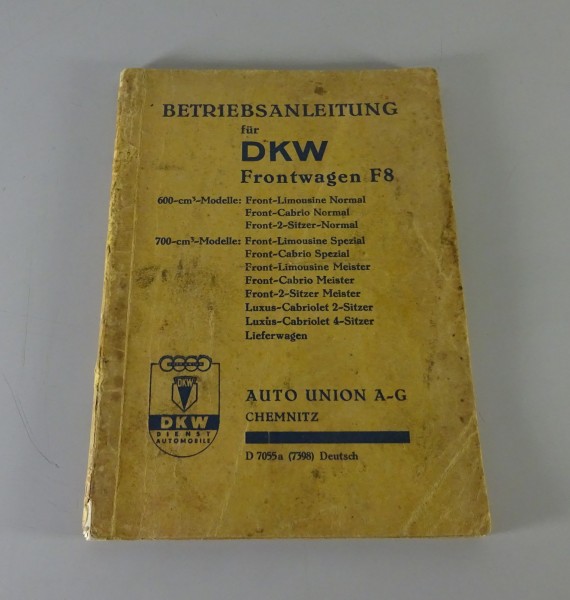 BETRIEBSANLEITUNG
für
DKW
Frontwagen F8
600-cm³-Modelle: Front-Limousine Normal
Front-Cabrio Normal
Front-2-Sitzer-Normal
700-cm³-Modelle: Front-Limousine Spezial
Front-Cabrio Spezial
Front-Limousine Meister
Front-Cabrio Meister
Front-2-Sitzer Meister
Luxus-Cabriolet 2-Sitzer
Luxus-Cabriolet 4-Sitzer
Lieferwagen
DKW
DKW
DIENST
AUTOMOBILE
AUTO UNION A-G
CHEMNITZ
D 7055a (7398) Deutsch